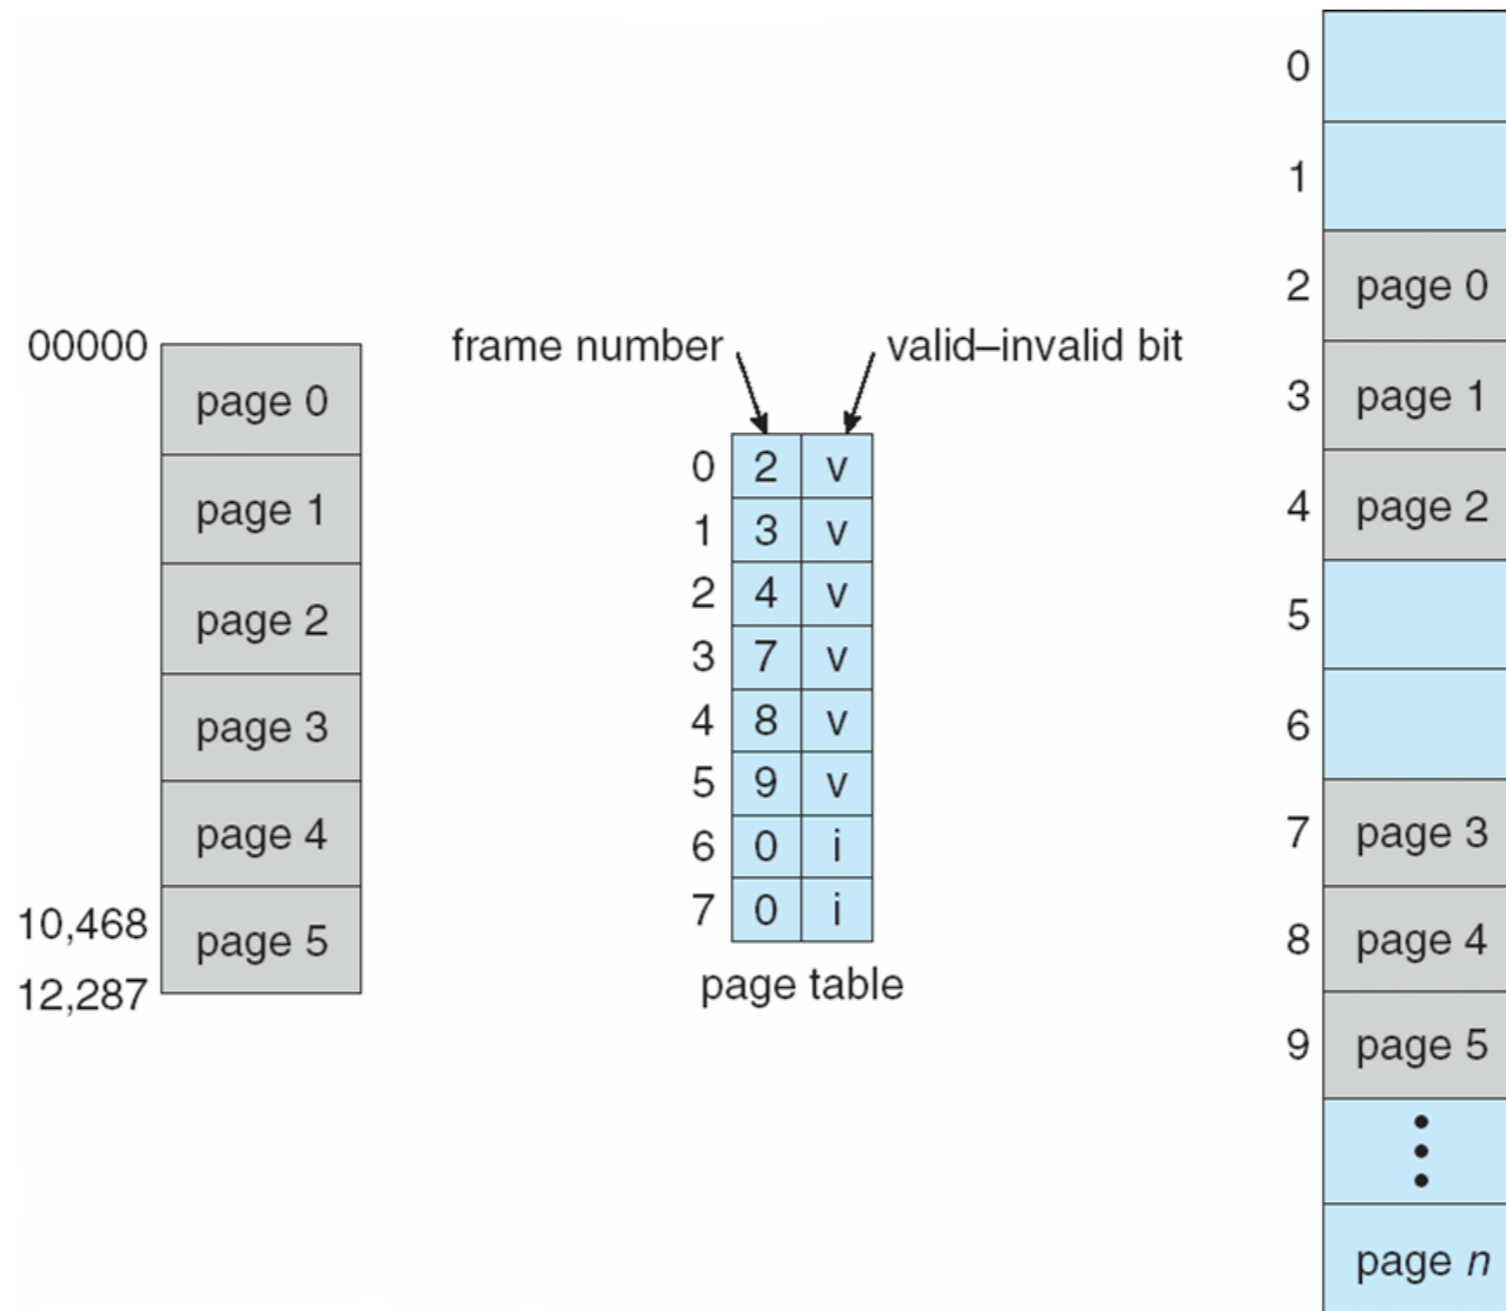 00000
page 0
page 1
page 2
page 3
page 4
10,468
page 5
12,287
frame number
valid–invalid bit
0 2 v
1 3 v
2 4 v
3 7 v
4 8 v
5 9 v
6 0 i
7 0 i
page table
0
1
2 page 0
3 page 1
4 page 2
5
6
7 page 3
8 page 4
9 page 5
page n